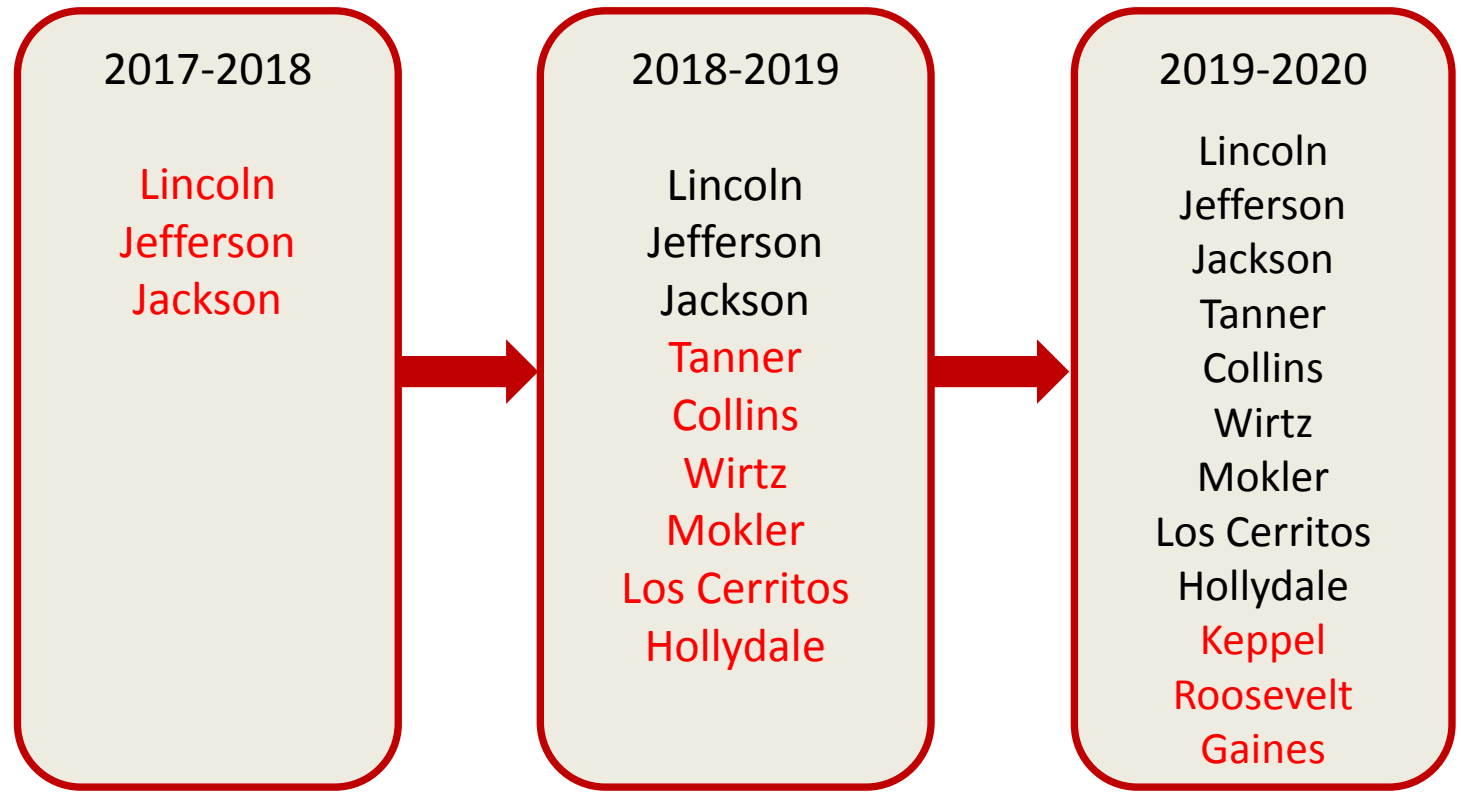 2017-2018
Lincoln
Jefferson
Jackson
2018-2019
Lincoln
Jefferson
Jackson
Tanner
Collins
Wirtz
Mokler
Los Cerritos
Hollydale
2019-2020
Lincoln
Jefferson
Jackson
Tanner
Collins
Wirtz
Mokler
Los Cerritos
Hollydale
Keppel
Roosevelt
Gaines